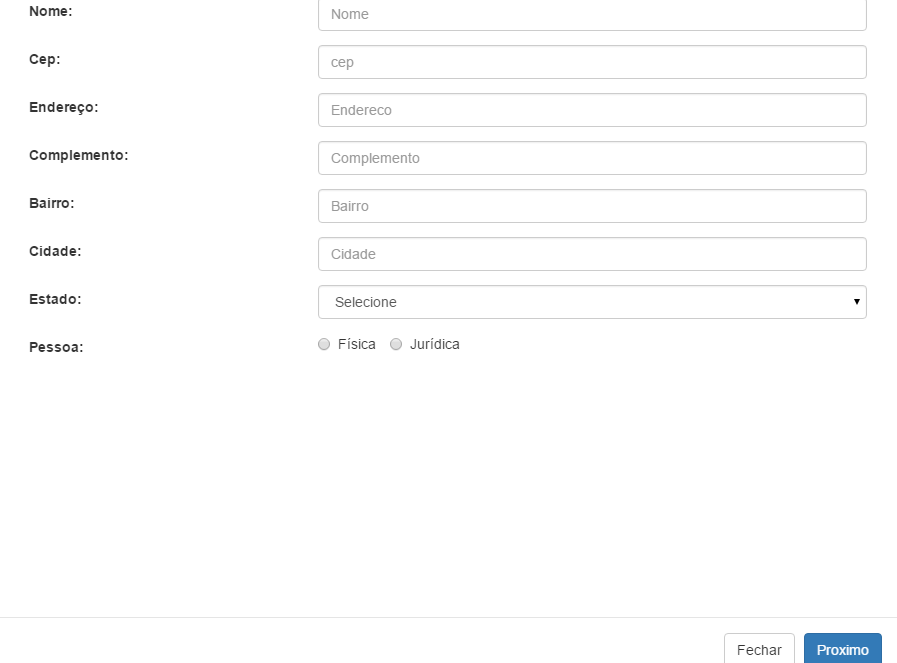 Nome: Nome
Cep: cep
Endereço: Endereco
Complemento: Complemento
Bairro: Bairro
Cidade: Cidade
Estado: Selecione
Pessoa: Física Jurídica
Fechar Proximo